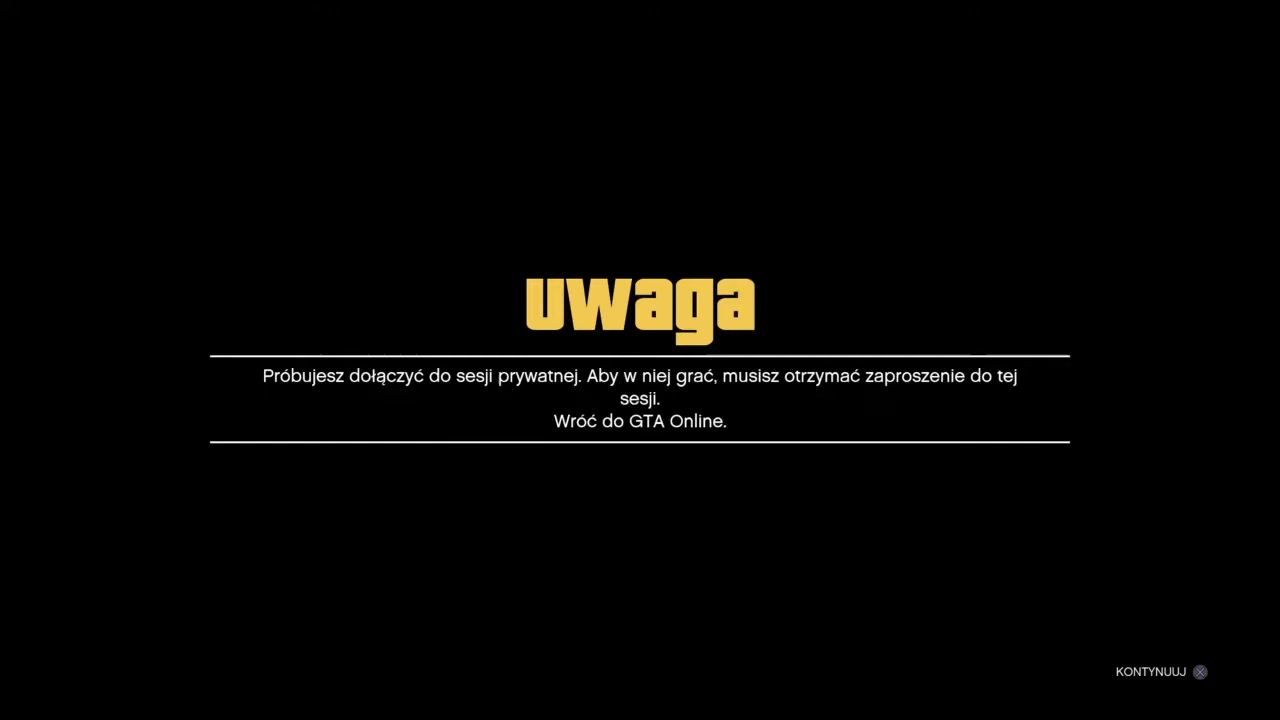 uwaga
Próbujesz dołączyć do sesji prywatnej. Aby w niej grać, musisz otrzymać zaproszenie do tej
sesji.
Wróć do GTA Online.
KONTYNUUJ